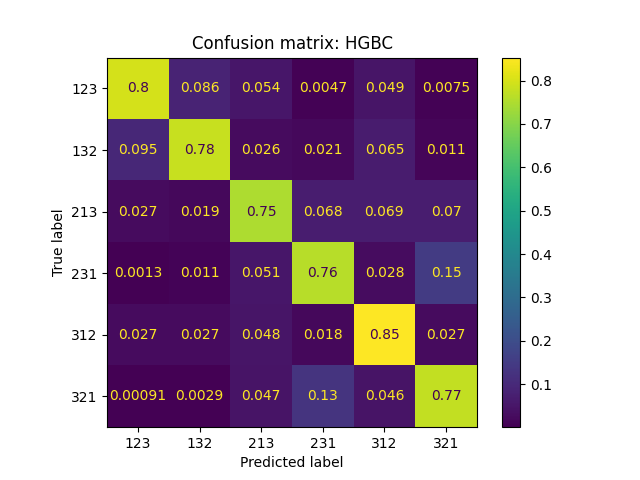 Confusion matrix: HGBC
123 0.8 0.086 0.054 0.0047 0.049 0.0075
132 0.095 0.78 0.026 0.021 0.065 0.011
213 0.027 0.019 0.75 0.068 0.069 0.07
231 0.0013 0.011 0.051 0.76 0.028 0.15
312 0.027 0.027 0.048 0.018 0.85 0.027
321 0.00091 0.0029 0.047 0.13 0.046 0.77
123 132 213 231 312 321
Predicted label
True label
0.8
0.7
0.6
0.5
0.4
0.3
0.2
0.1